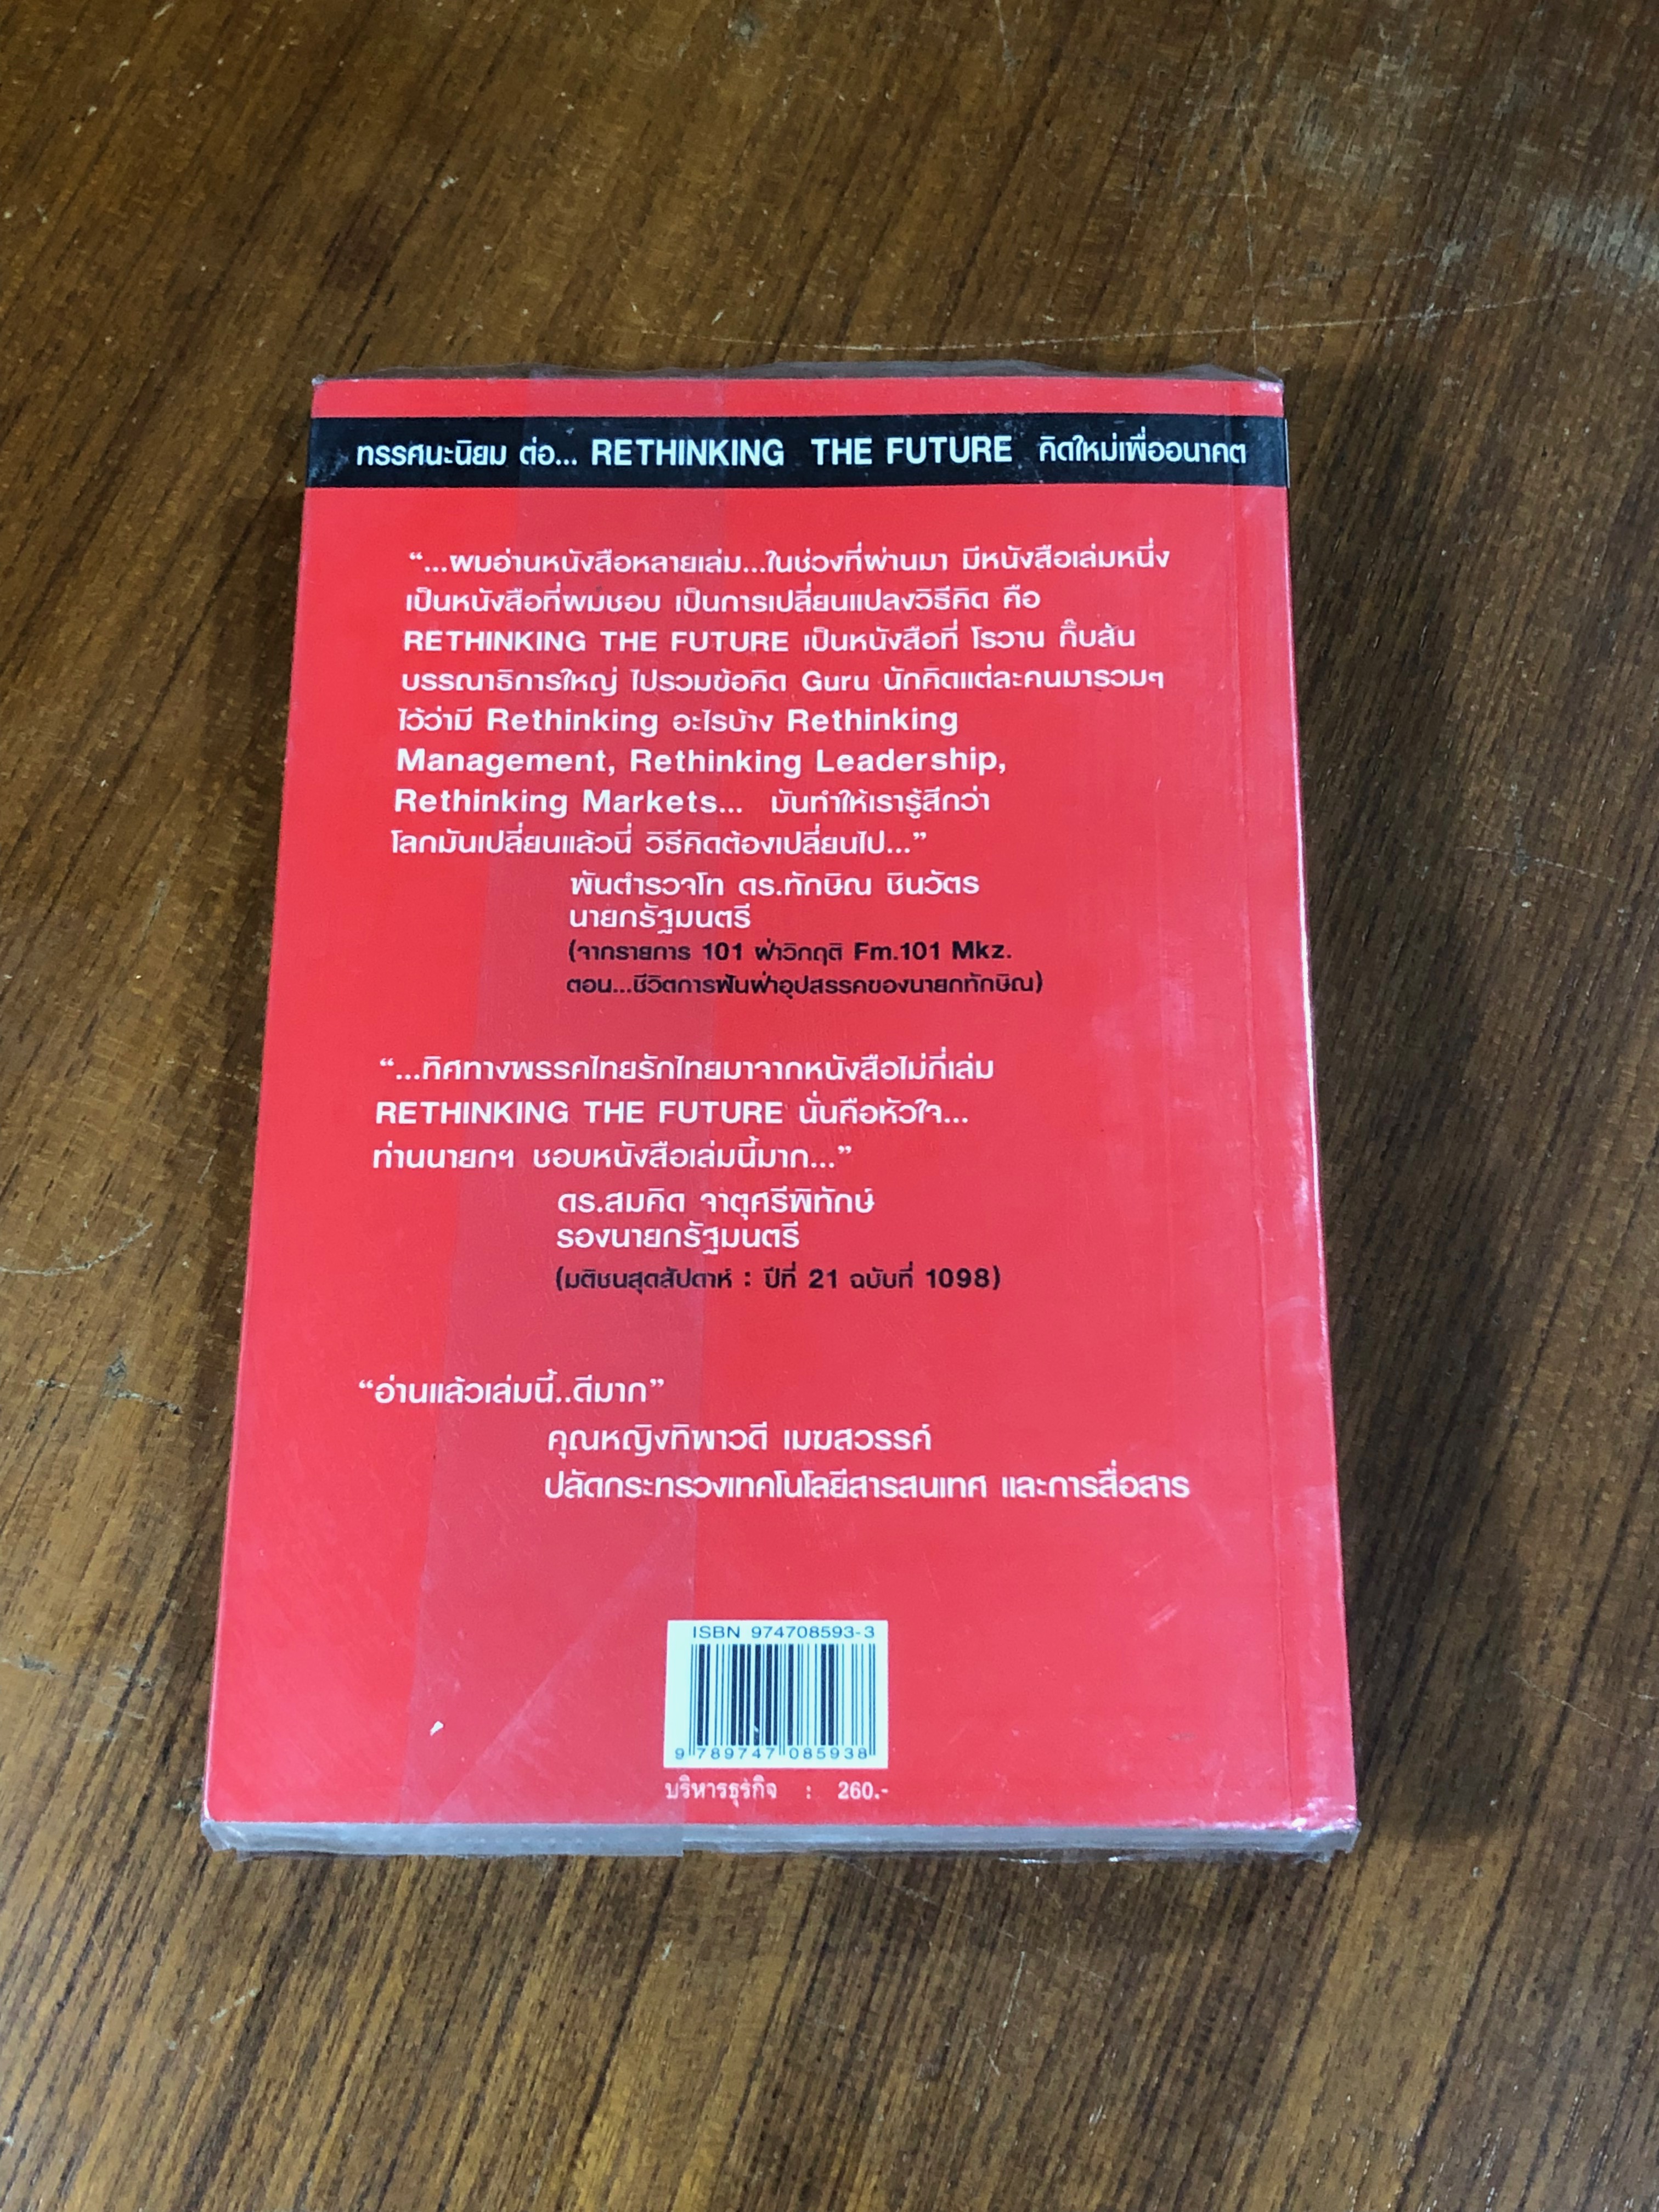 ทรรศนะนิยม ต่อ... RETHINKING THE FUTURE คิดใหม่เพื่ออนาคต
“...ผมอ่านหนังสือหลายเล่ม...ในช่วงที่ผ่านมา มีหนังสือเล่มหนึ่ง
เป็นหนังสือที่ผมชอบ เป็นการเปลี่ยนแปลงวิธีคิด คือ
RETHINKING THE FUTURE เป็นหนังสือที่ โรวาน กิ๊บสัน
บรรณาธิการใหญ่ ไปรวมข้อคิด Guru นักคิดแต่ละคนมารวมๆ
ไว้ว่ามี Rethinking อะไรบ้าง Rethinking
Management, Rethinking Leadership,
Rethinking Markets... มันทำให้เรารู้สึกว่า
โลกมันเปลี่ยนแล้วนี่ วิธีคิดต้องเปลี่ยนไป...”
พันตำรวจโท ดร.ทักษิณ ชินวัตร
นายกรัฐมนตรี
(จากรายการ 101 ฝ่าวิกฤติ Fm.101 Mkz.
ตอน...ชีวิตการฟันฝ่าอุปสรรคของนายกทักษิณ)
“...ทิศทางพรรคไทยรักไทยมาจากหนังสือไม่กี่เล่ม
RETHINKING THE FUTURE นั่นคือหัวใจ...
ท่านนายกฯ ชอบหนังสือเล่มนี้มาก...”
ดร.สมคิด จาตุศรีพิทักษ์
รองนายกรัฐมนตรี
(มติชนสุดสัปดาห์ : ปีที่ 21 ฉบับที่ 1098)
“อ่านแล้วเล่มนี้..ดีมาก”
คุณหญิงทิพาวดี เมฆสวรรค์
ปลัดกระทรวงเทคโนโลยีสารสนเทศ และการสื่อสาร
ISBN 974708593-3
9 789747 085938
บริหารธุรกิจ : 260.-